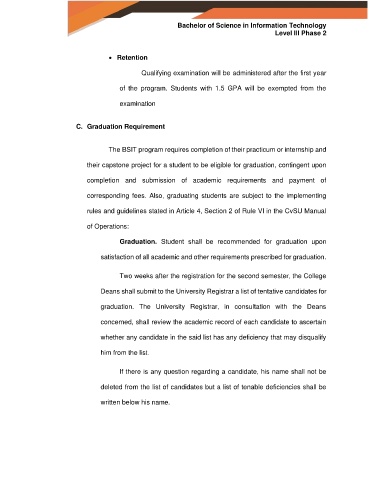 Bachelor of Science in Information Technology
Level III Phase 2
• Retention
Qualifying examination will be administered after the first year
of the program. Students with 1.5 GPA will be exempted from the
examination
C. Graduation Requirement
The BSIT program requires completion of their practicum or internship and
their capstone project for a student to be eligible for graduation, contingent upon
completion and submission of academic requirements and payment of
corresponding fees. Also, graduating students are subject to the implementing
rules and guidelines stated in Article 4, Section 2 of Rule VI in the CvSU Manual
of Operations:
Graduation. Student shall be recommended for graduation upon
satisfaction of all academic and other requirements prescribed for graduation.
Two weeks after the registration for the second semester, the College
Deans shall submit to the University Registrar a list of tentative candidates for
graduation. The University Registrar, in consultation with the Deans
concerned, shall review the academic record of each candidate to ascertain
whether any candidate in the said list has any deficiency that may disqualify
him from the list.
If there is any question regarding a candidate, his name shall not be
deleted from the list of candidates but a list of tenable deficiencies shall be
written below his name.